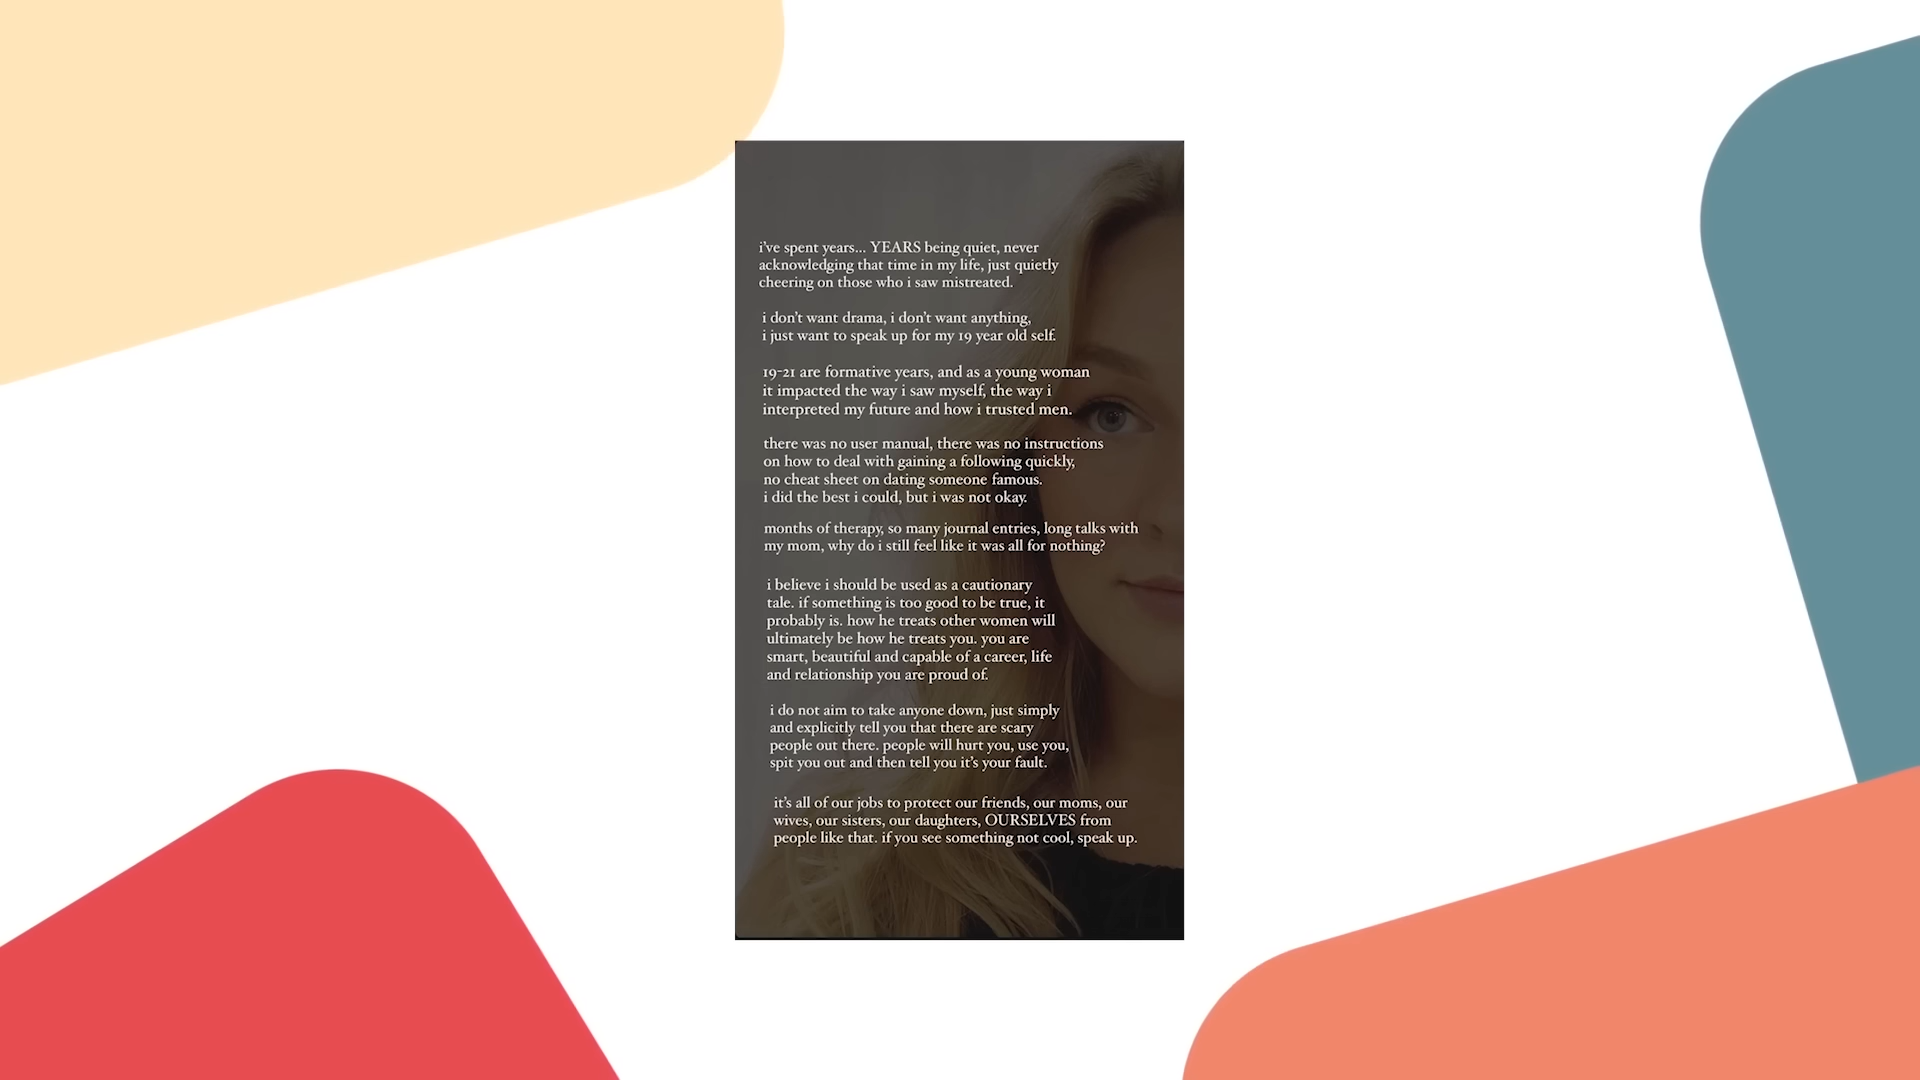 i've spent years... YEARS being quiet, never
acknowledging that time in my life, just quietly
cheering on those who i saw mistreated.
i don't want drama, i don't want anything,
i just want to speak up for my 19 year old self.
19-21 are formative years, and as a young woman
it impacted the way i saw myself, the way i
interpreted my future and how i trusted men.
there was no user manual, there was no instructions
on how to deal with gaining a following quickly,
no cheat sheet on dating someone famous.
i did the best i could, but i was not okay.
months of therapy, so many journal entries, long talks with
my mom, why do i still feel like it was all for nothing?
i believe i should be used as a cautionary
tale. if something is too good to be true, it
probably is. how he treats other women will
ultimately be how he treats you. you are
smart, beautiful and capable of a career, life
and relationship you are proud of.
i do not aim to take anyone down, just simply
and explicitly tell you that there are scary
people out there. people will hurt you, use you,
spit you out and then tell you it's your fault.
it's all of our jobs to protect our friends, our moms, our
wives, our sisters, our daughters, OURSELVES from
people like that. if you see something not cool, speak up.